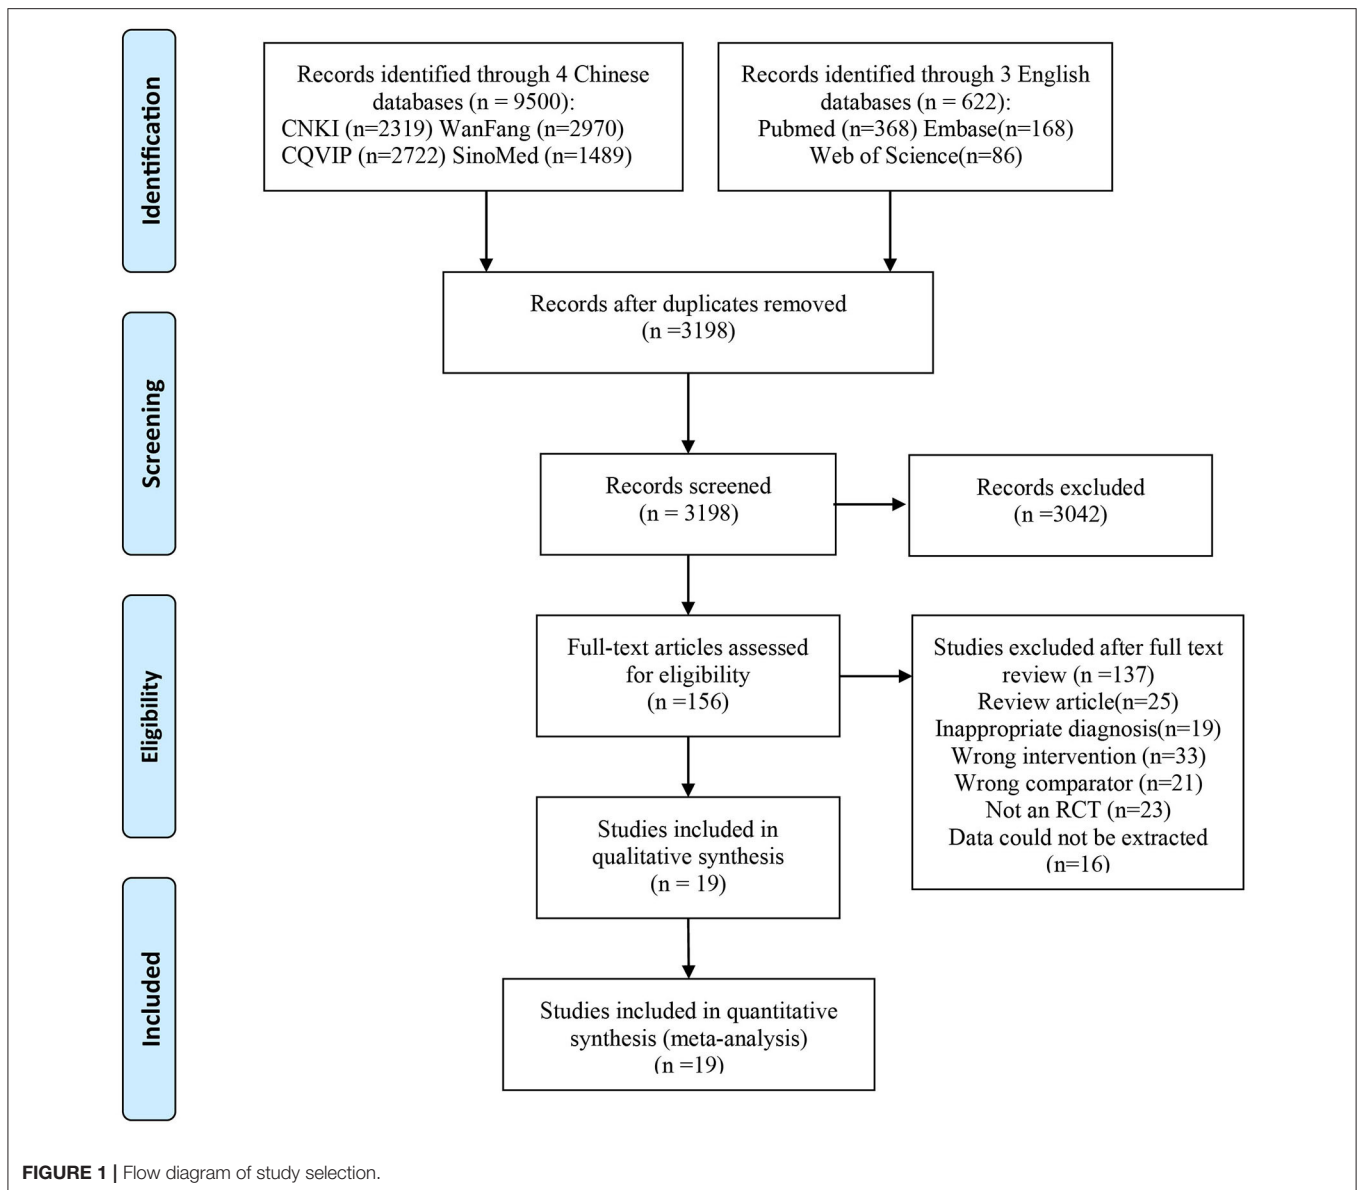 Identification
Records identified through 4 Chinese
databases (n = 9500):
CNKI (n=2319) WanFang (n=2970)
CQVIP (n=2722) SinoMed (n=1489)
Records identified through 3 English
databases (n = 622):
Pubmed (n=368) Embase(n=168)
Web of Science(n=86)
Records after duplicates removed
(n =3198)
Screening
Records screened
(n = 3198)
Records excluded
(n =3042)
Eligibility
Full-text articles assessed
for eligibility
(n =156)
Studies excluded after full text
review (n =137)
Review article(n=25)
Inappropriate diagnosis(n=19)
Wrong intervention (n=33)
Wrong comparator (n=21)
Not an RCT (n=23)
Data could not be extracted
(n=16)
Studies included in
qualitative synthesis
(n = 19)
Included
Studies included in quantitative
synthesis (meta-analysis)
(n =19)
FIGURE 1 | Flow diagram of study selection.